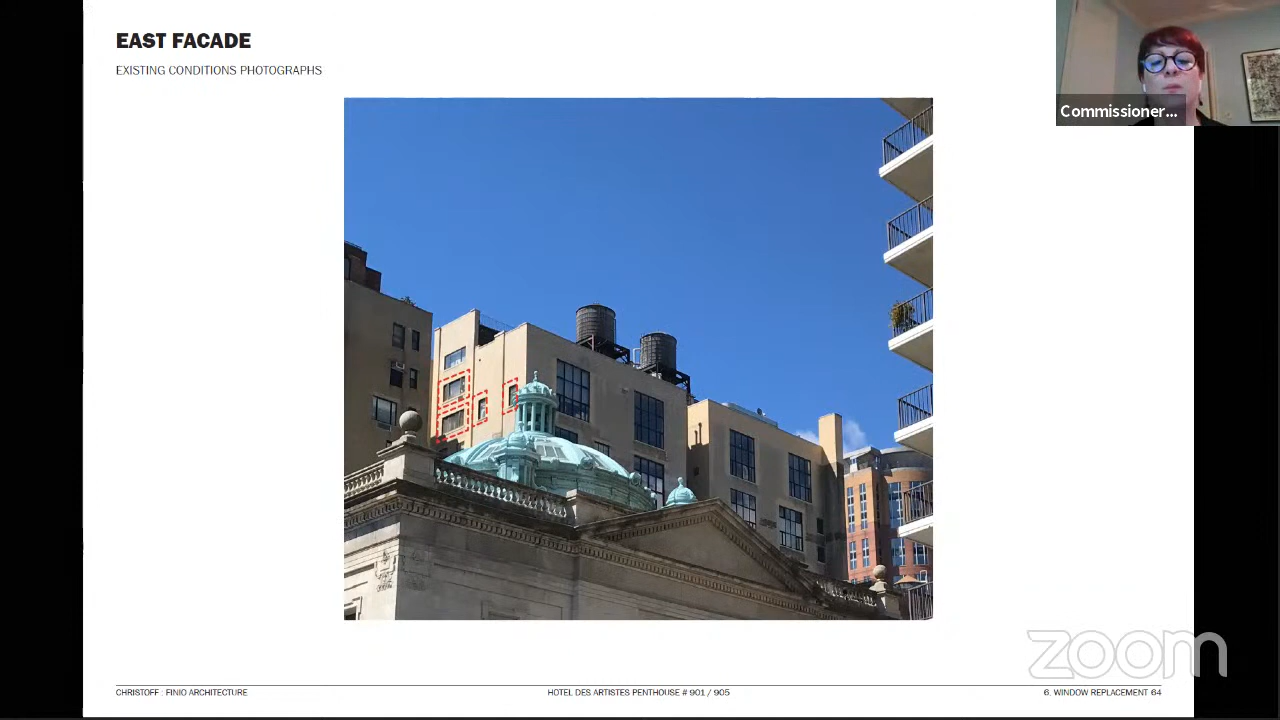 EAST FACADE
EXISTING CONDITIONS PHOTOGRAPHS
Commissioner...
zoom
CHRISTOFF : FINIO ARCHITECTURE
HOTEL DES ARTISTES PENTHOUSE # 901 / 905
6. WINDOW REPLACEMENT 64